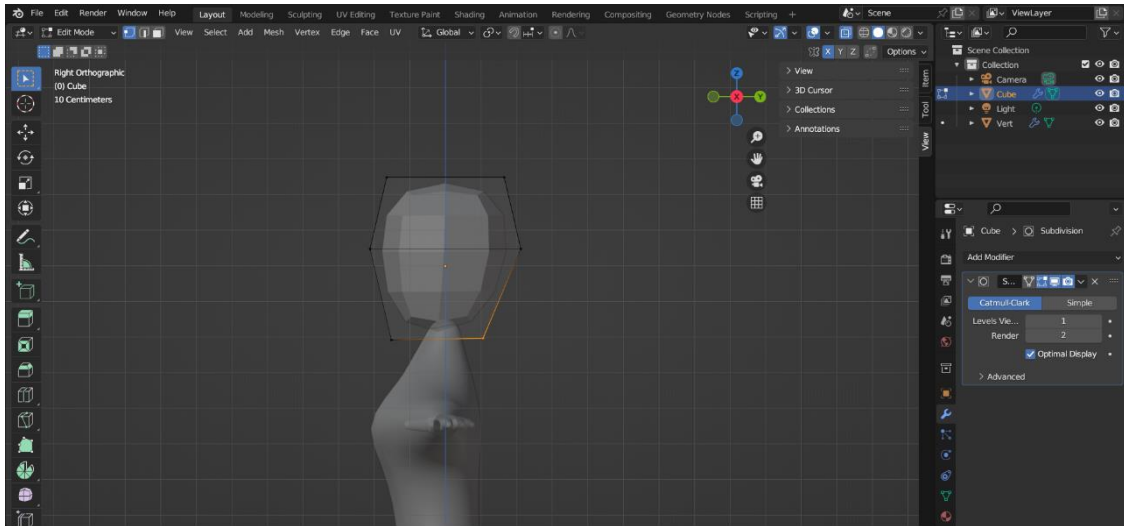 File Edit Render Window Help Layout Modeling Sculpting UV Editing Texture Paint Shading Animation Rendering Compositing Geometry Nodes Scripting + Scene ViewLayer
Edit Mode View Select Add Mesh Vertex Edge Face UV Global
X Y Z Options
Right Orthographic
(0) Cube
10 Centimeters
Z
X
Y
View
3D Cursor
Collections
Annotations
Item
Tool
View
Scene Collection
Collection
Camera
Cube
Light
Vert
Cube > Subdivision
Add Modifier
S...
Catmull-Clark Simple
Levels Vie... 1
Render 2
Optimal Display
Advanced